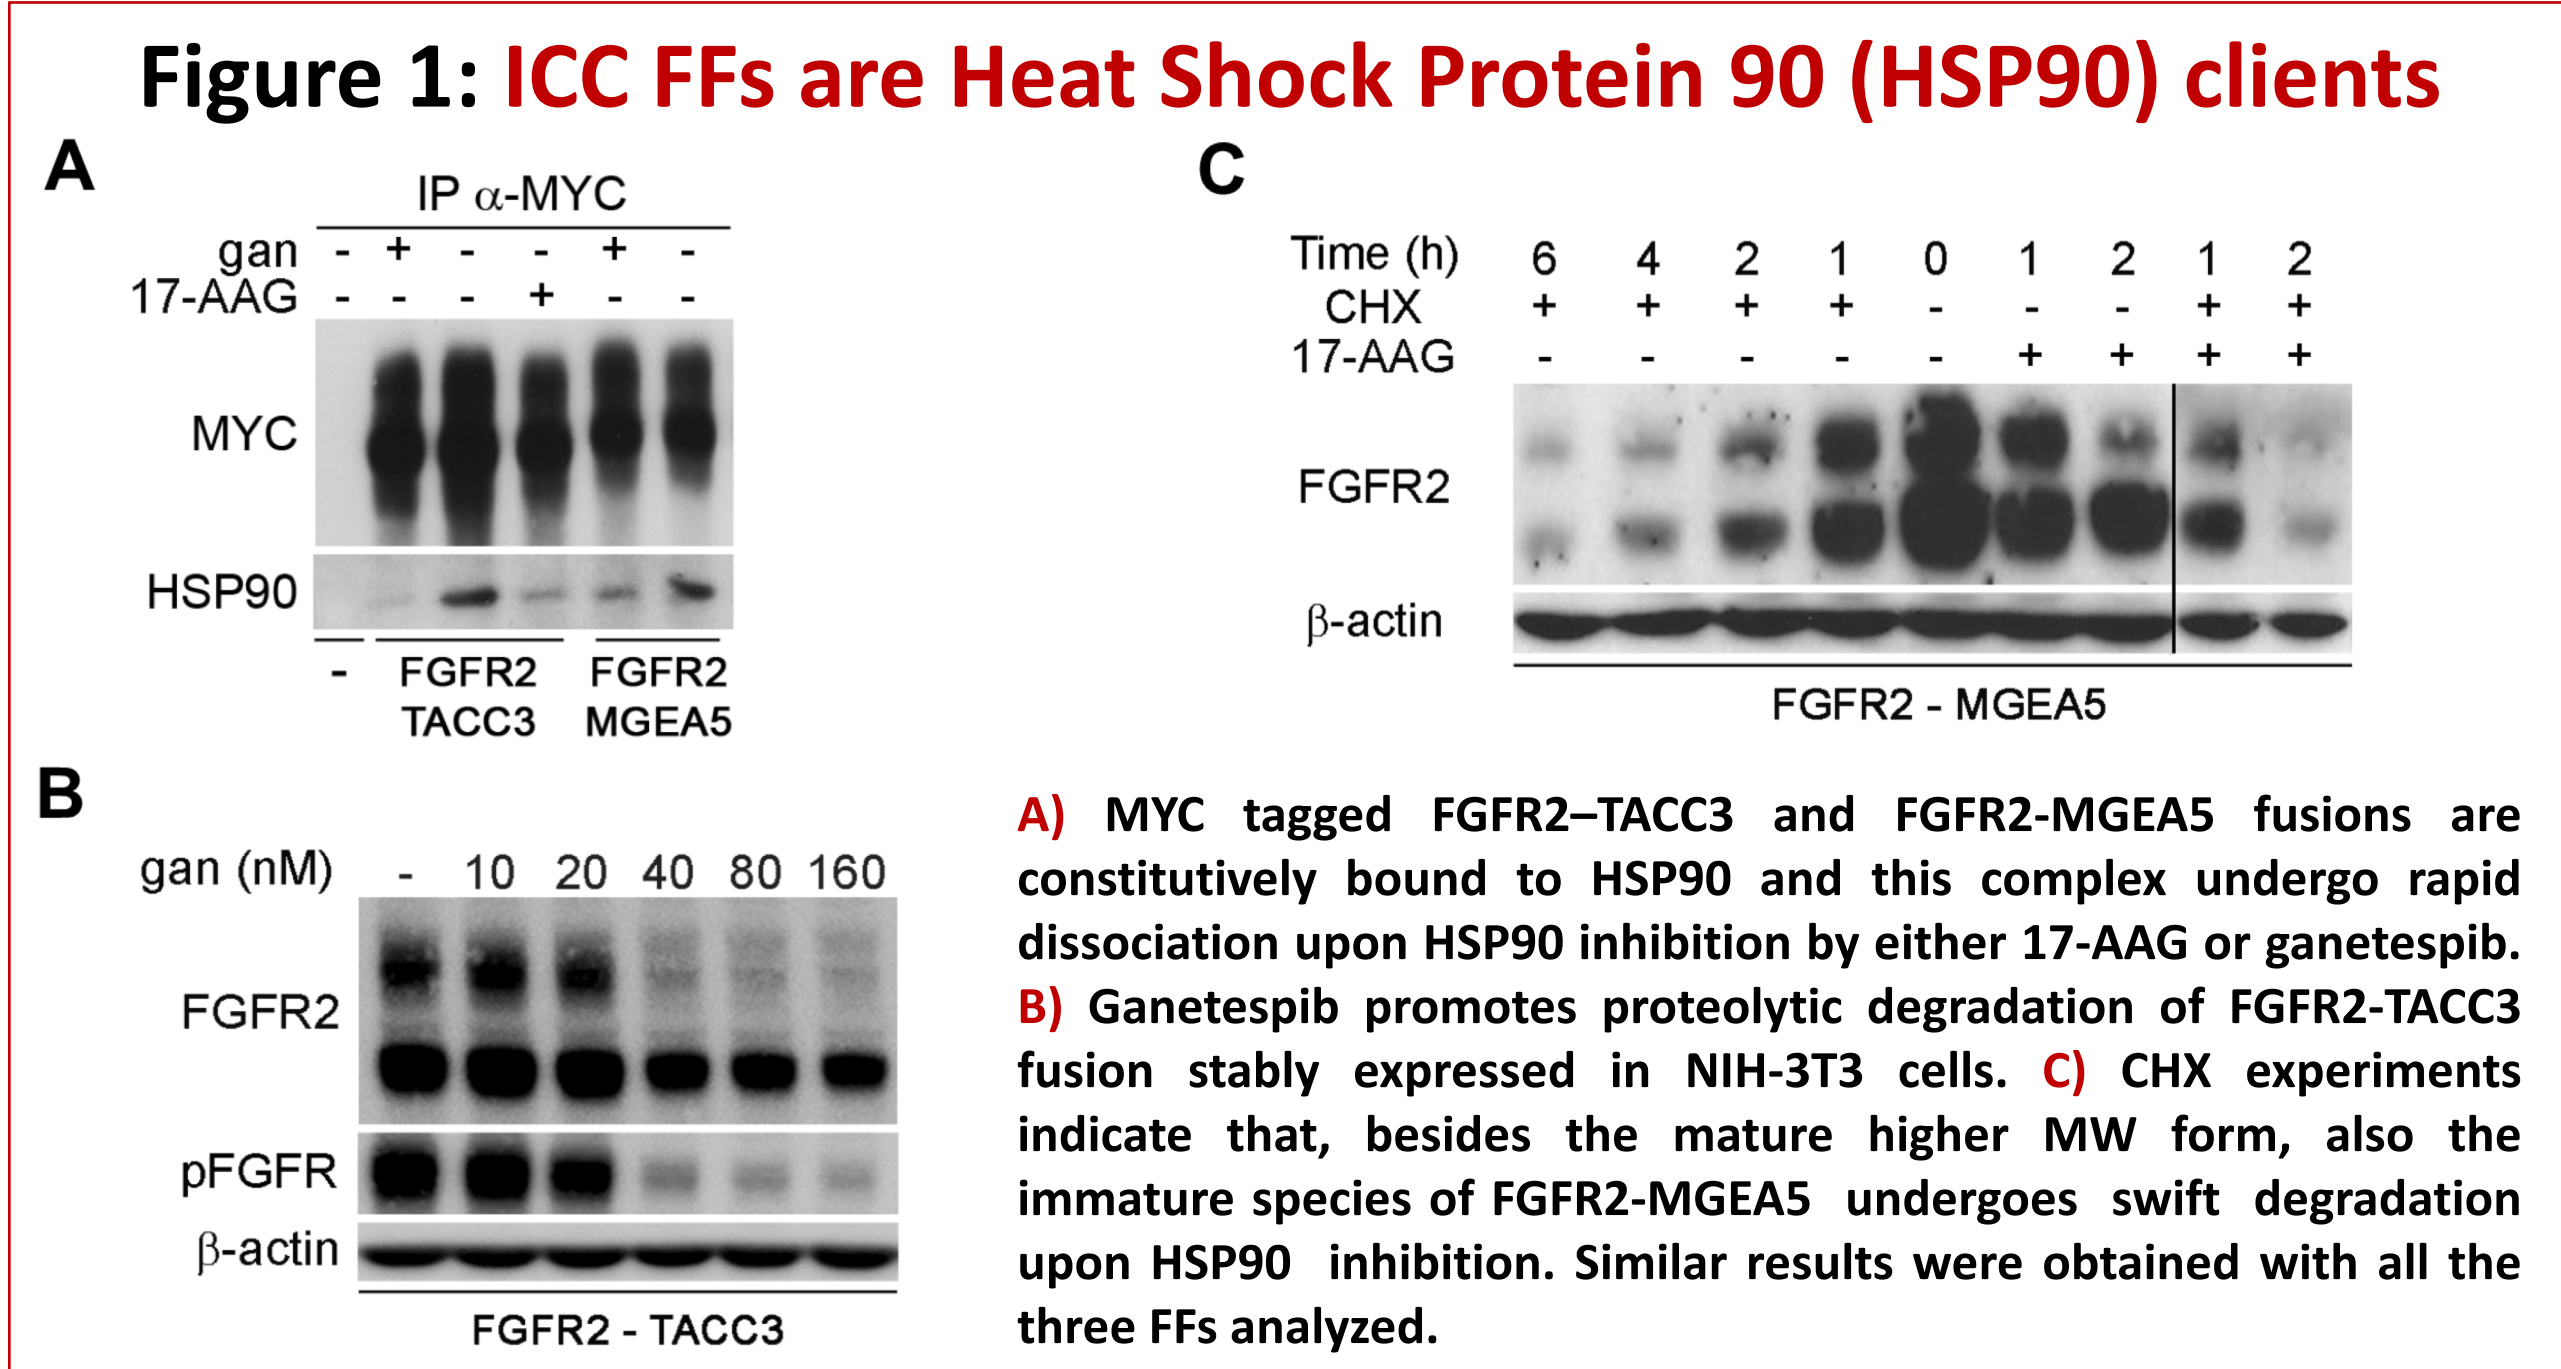 Figure 1: ICC FFs are Heat Shock Protein 90 (HSP90) clients
A
IP α-MYC
gan - + - - + -
17-AAG - - - + - -
MYC
HSP90
- FGFR2 FGFR2
TACC3 MGEA5
B
gan (nM) - 10 20 40 80 160
FGFR2
pFGFR
β-actin
FGFR2 - TACC3
C
Time (h) 6 4 2 1 0 1 2 1 2
CHX + + + + - - - + +
17-AAG - - - - - + + + +
FGFR2
β-actin
FGFR2 - MGEA5
A) MYC tagged FGFR2–TACC3 and FGFR2-MGEA5 fusions are
constitutively bound to HSP90 and this complex undergo rapid
dissociation upon HSP90 inhibition by either 17-AAG or ganetespib.
B) Ganetespib promotes proteolytic degradation of FGFR2-TACC3
fusion stably expressed in NIH-3T3 cells. C) CHX experiments
indicate that, besides the mature higher MW form, also the
immature species of FGFR2-MGEA5 undergoes swift degradation
upon HSP90 inhibition. Similar results were obtained with all the
three FFs analyzed.